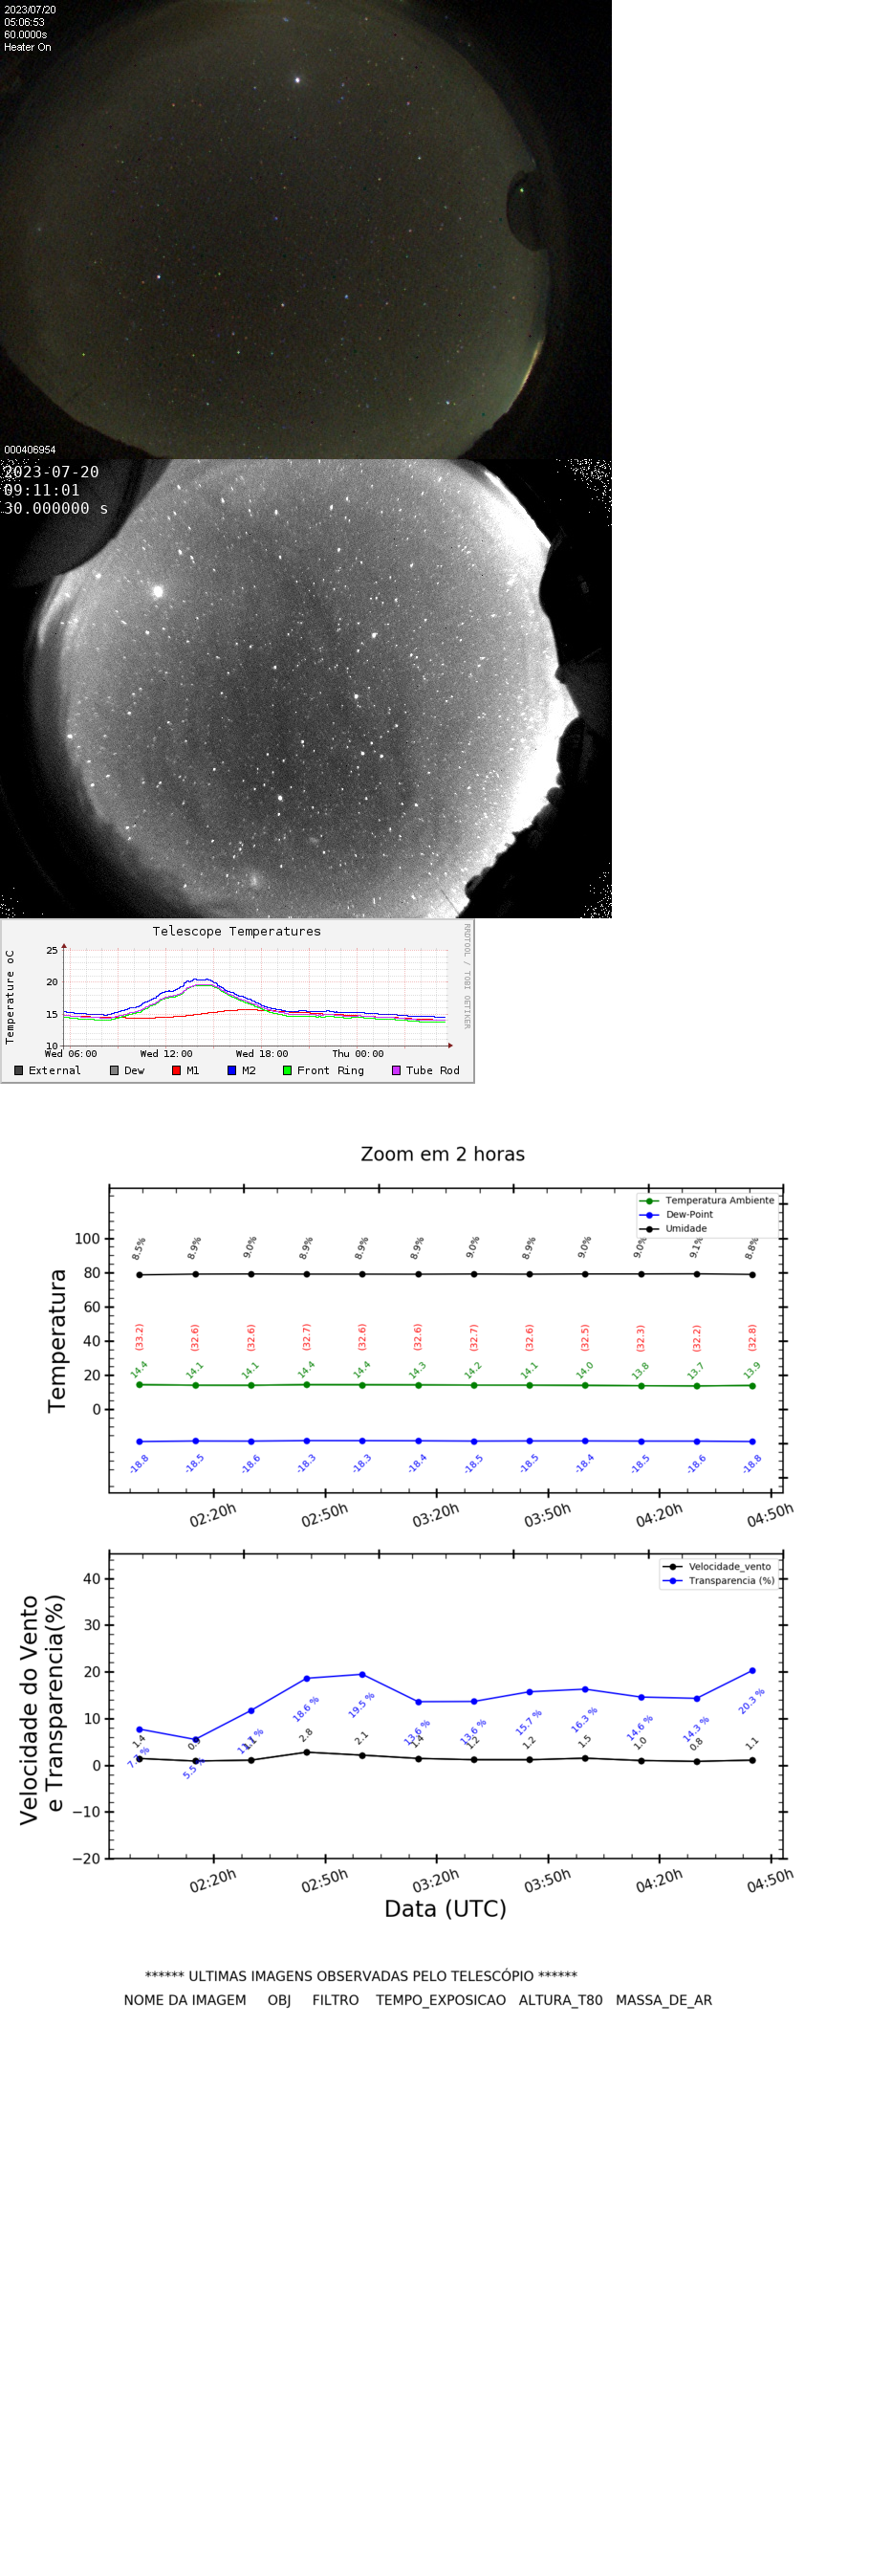 2023/07/20
05:06:53
60.0000s
Heater On
000406954
2023-07-20
09:11:01
30.000000 s
Telescope Temperatures
RRDTOOL / TOBI OETIKER
Temperature oC
25
20
15
10
Wed 06:00 Wed 12:00 Wed 18:00 Thu 00:00
External Dew M1 M2 Front Ring Tube Rod
Zoom em 2 horas
Temperatura Ambiente
Dew-Point
Umidade
Temperatura
100
80
60
40
20
0
8.5% 8.9% 9.0% 8.9% 8.9% 8.9% 9.0% 8.9% 9.0% 9.0% 9.1% 8.8%
(33.2) (32.6) (32.6) (32.7) (32.6) (32.6) (32.7) (32.6) (32.5) (32.3) (32.2) (32.8)
14.4 14.1 14.1 14.4 14.4 14.3 14.2 14.1 14.0 13.8 13.7 13.9
-18.8 -18.5 -18.6 -18.3 -18.3 -18.4 -18.5 -18.5 -18.4 -18.5 -18.6 -18.8
02:20h 02:50h 03:20h 03:50h 04:20h 04:50h
Velocidade_vento
Transparencia (%)
Velocidade do Vento
e Transparencia(%)
40
30
20
10
0
−10
−20
18.6 % 19.5 % 13.6 % 13.6 % 15.7 % 16.3 % 14.6 % 14.3 % 20.3 %
1.4 2.8 2.1 1.4 1.2 1.2 1.5 1.0 0.8 1.1
02:20h 02:50h 03:20h 03:50h 04:20h 04:50h
Data (UTC)
****** ULTIMAS IMAGENS OBSERVADAS PELO TELESCÓPIO ******
NOME DA IMAGEM OBJ FILTRO TEMPO_EXPOSICAO ALTURA_T80 MASSA_DE_AR